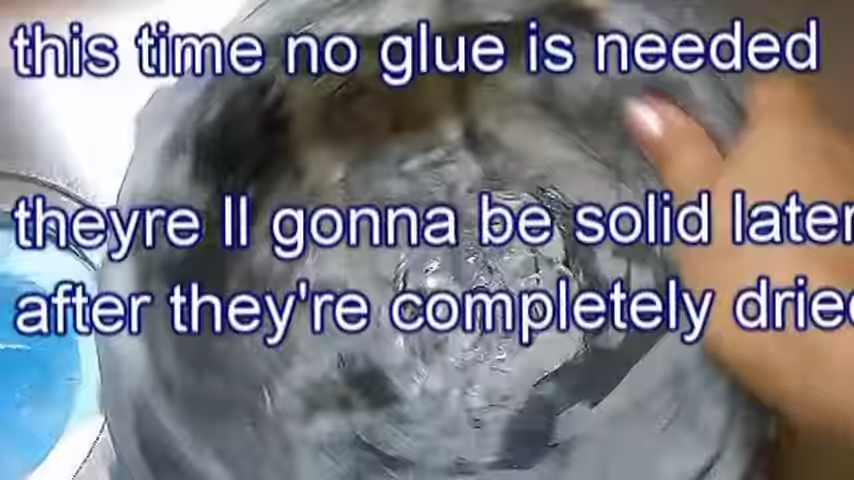 this time no glue is needed
theyre ll gonna be solid later
after they're completely dried